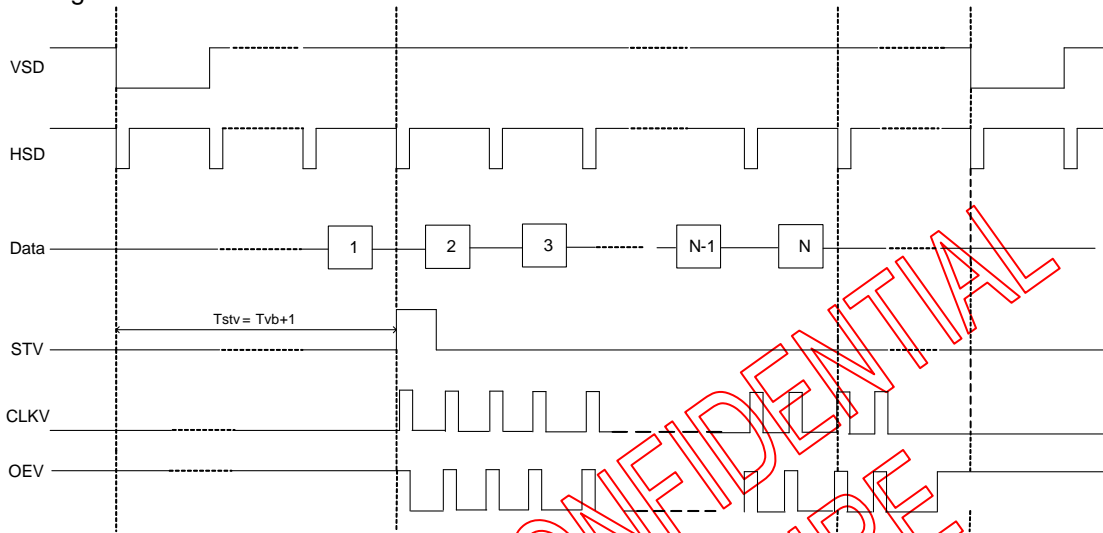 VSD
HSD
Data 1 2 3 N-1 N
Tstv = Tvb+1
STV
CLKV
OEV
CONFIDENTIAL